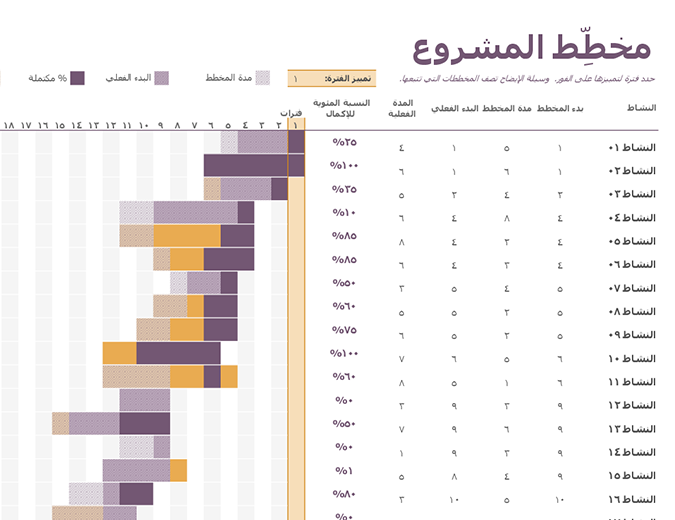 مخطِّط المشروع
حدد فترة لتمييزها على الفور. وسيلة الإيضاح تصف المخططات التي تتبعها.
تمييز الفترة: ١ مدة المخطط البدء الفعلي % مكتملة
النشاط بدء المخطط مدة المخطط البدء الفعلي المدة الفعلية النسبة المئوية للإكمال فترات
١ ٢ ٣ ٤ ٥ ٦ ٧ ٨ ٩ ١٠ ١١ ١٢ ١٣ ١٤ ١٥ ١٦ ١٧ ١٨
النشاط ٠١ ١ ٥ ١ ٤ %٢٥
النشاط ٠٢ ١ ٦ ١ ٦ %١٠٠
النشاط ٠٣ ٢ ٤ ٢ ٥ %٣٥
النشاط ٠٤ ٤ ٨ ٤ ٦ %١٠
النشاط ٠٥ ٤ ٢ ٤ ٨ %٨٥
النشاط ٠٦ ٤ ٣ ٤ ٦ %٨٥
النشاط ٠٧ ٥ ٤ ٥ ٣ %٥٠
النشاط ٠٨ ٥ ٢ ٥ ٥ %٦٠
النشاط ٠٩ ٥ ٢ ٥ ٦ %٧٥
النشاط ١٠ ٦ ٥ ٦ ٧ %١٠٠
النشاط ١١ ٦ ١ ٥ ٨ %٦٠
النشاط ١٢ ٩ ٣ ٩ ٣ %٠
النشاط ١٣ ٩ ٦ ٩ ٧ %٥٠
النشاط ١٤ ٩ ٣ ٩ ١ %٠
النشاط ١٥ ٩ ٤ ٨ ٥ %١
النشاط ١٦ ١٠ ٥ ١٠ ٣ %٨٠
%٠